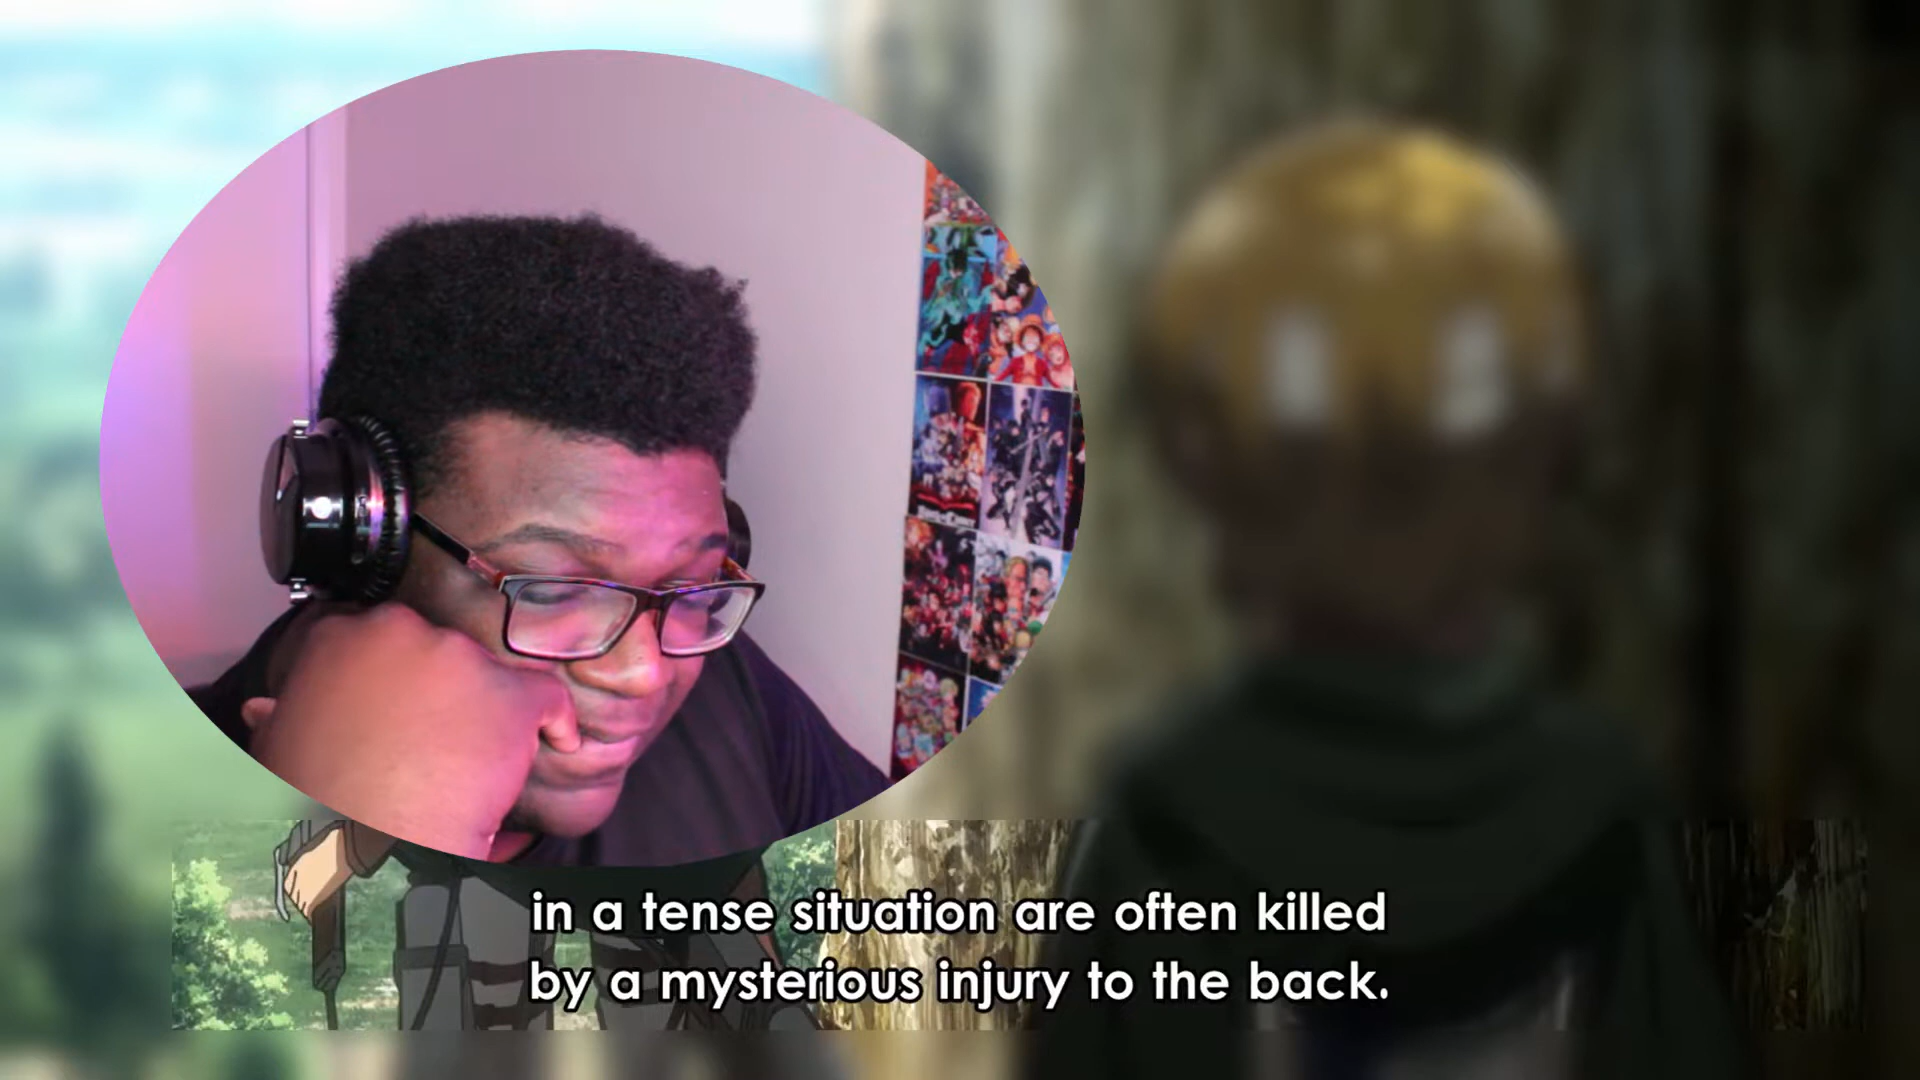 in a tense situation are often killed
by a mysterious injury to the back.